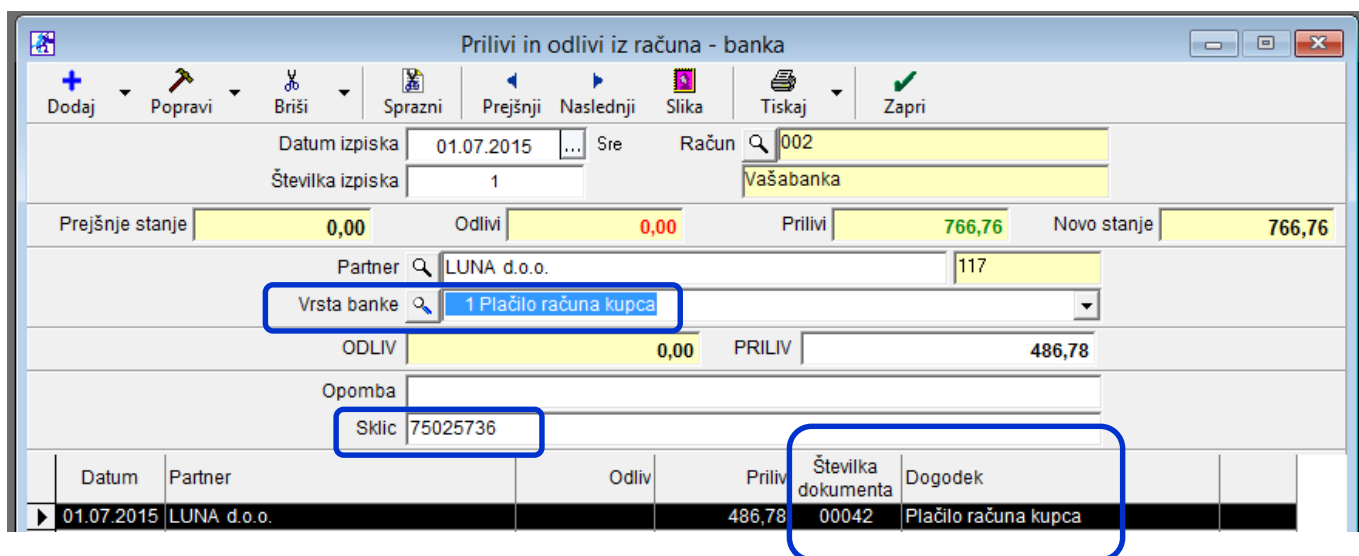 Prilivi in odlivi iz računa - banka
Dodaj Popravi Briši Sprazni Prejšnji Naslednji Slika Tiskaj Zapri
Datum izpiska 01.07.2015 ... Sre Račun 002
Številka izpiska 1 Vašabanka
Prejšnje stanje 0,00 Odlivi 0,00 Prilivi 766,76 Novo stanje 766,76
Partner LUNA d.o.o. 117
Vrsta banke 1 Plačilo računa kupca
ODLIV 0,00 PRILIV 486,78
Opomba
Sklic 75025736
Datum Partner Odliv Priliv Številka dokumenta Dogodek
01.07.2015 LUNA d.o.o. 486,78 00042 Plačilo računa kupca